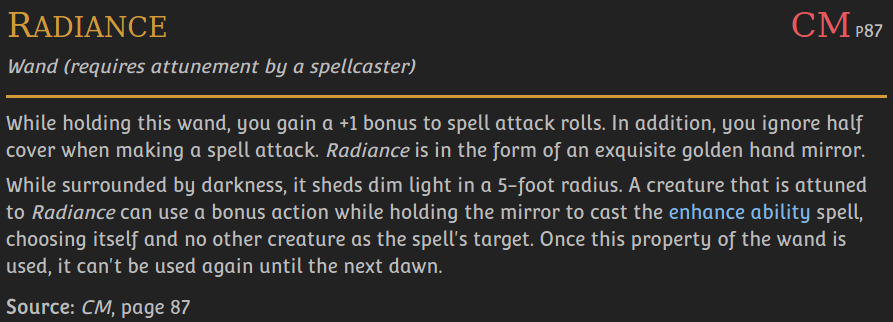 RADIANCE CM P87
Wand (requires attunement by a spellcaster)
While holding this wand, you gain a +1 bonus to spell attack rolls. In addition, you ignore half
cover when making a spell attack. Radiance is in the form of an exquisite golden hand mirror.
While surrounded by darkness, it sheds dim light in a 5-foot radius. A creature that is attuned
to Radiance can use a bonus action while holding the mirror to cast the enhance ability spell,
choosing itself and no other creature as the spell's target. Once this property of the wand is
used, it can't be used again until the next dawn.
Source: CM, page 87